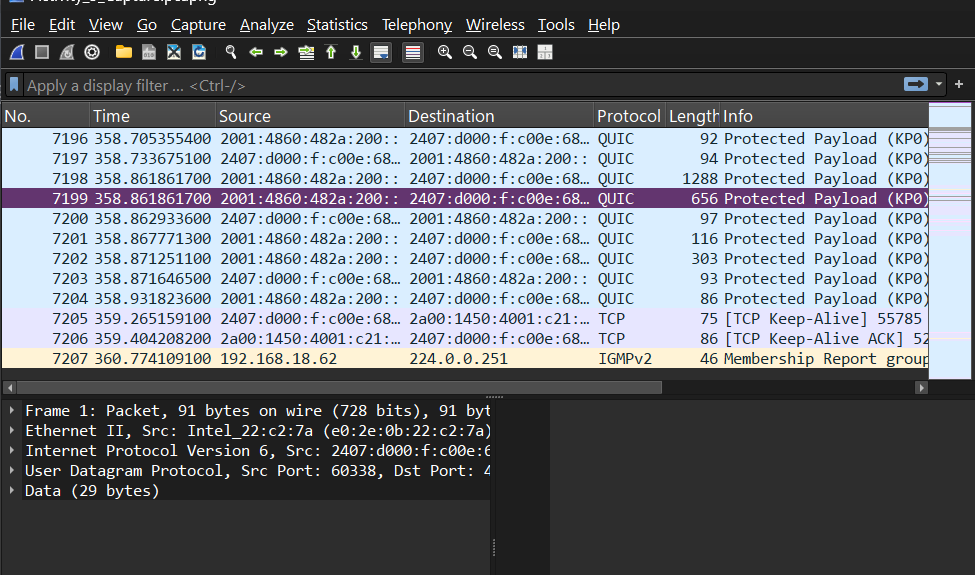 File Edit View Go Capture Analyze Statistics Telephony Wireless Tools Help
Apply a display filter ... <Ctrl-/>
No. Time Source Destination Protocol Length Info
7196 358.705355400 2001:4860:482a:200:: 2407:d000:f:c00e:68… QUIC 92 Protected Payload (KP0)
7197 358.733675100 2407:d000:f:c00e:68… 2001:4860:482a:200:: QUIC 94 Protected Payload (KP0)
7198 358.861861700 2001:4860:482a:200:: 2407:d000:f:c00e:68… QUIC 1288 Protected Payload (KP0)
7199 358.861861700 2001:4860:482a:200:: 2407:d000:f:c00e:68… QUIC 656 Protected Payload (KP0)
7200 358.862933600 2407:d000:f:c00e:68… 2001:4860:482a:200:: QUIC 97 Protected Payload (KP0)
7201 358.867771300 2001:4860:482a:200:: 2407:d000:f:c00e:68… QUIC 116 Protected Payload (KP0)
7202 358.871251100 2001:4860:482a:200:: 2407:d000:f:c00e:68… QUIC 303 Protected Payload (KP0)
7203 358.871646500 2407:d000:f:c00e:68… 2001:4860:482a:200:: QUIC 93 Protected Payload (KP0)
7204 358.931823600 2001:4860:482a:200:: 2407:d000:f:c00e:68… QUIC 86 Protected Payload (KP0)
7205 359.265159100 2407:d000:f:c00e:68… 2a00:1450:4001:c21:… TCP 75 [TCP Keep-Alive] 55785
7206 359.404208200 2a00:1450:4001:c21:… 2407:d000:f:c00e:68… TCP 86 [TCP Keep-Alive ACK] 52
7207 360.774109100 192.168.18.62 224.0.0.251 IGMPv2 46 Membership Report group
Frame 1: Packet, 91 bytes on wire (728 bits), 91 byt
Ethernet II, Src: Intel_22:c2:7a (e0:2e:0b:22:c2:7a)
Internet Protocol Version 6, Src: 2407:d000:f:c00e:6
User Datagram Protocol, Src Port: 60338, Dst Port: 4
Data (29 bytes)